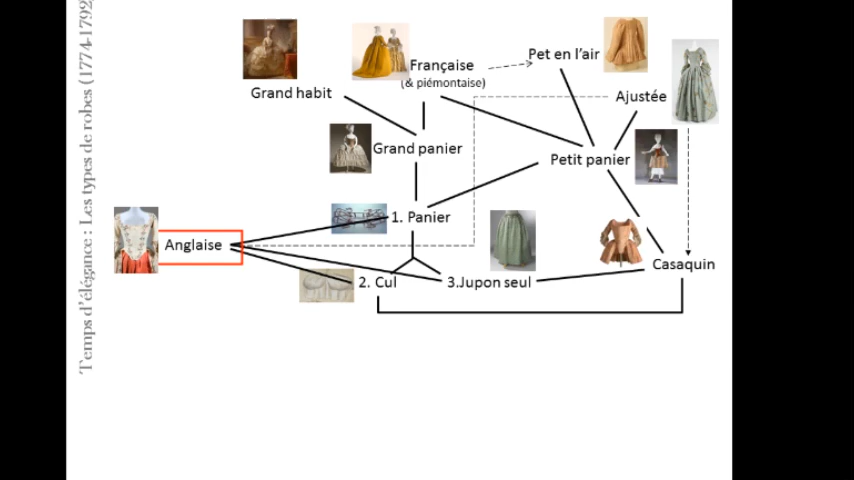 Temps d'élégance : Les types de robes (1774-1792
Grand habit
Française
(& piémontaise)
Pet en l'air
Ajustée
Grand panier
Petit panier
1. Panier
Anglaise
Casaquin
2. Cul
3.Jupon seul